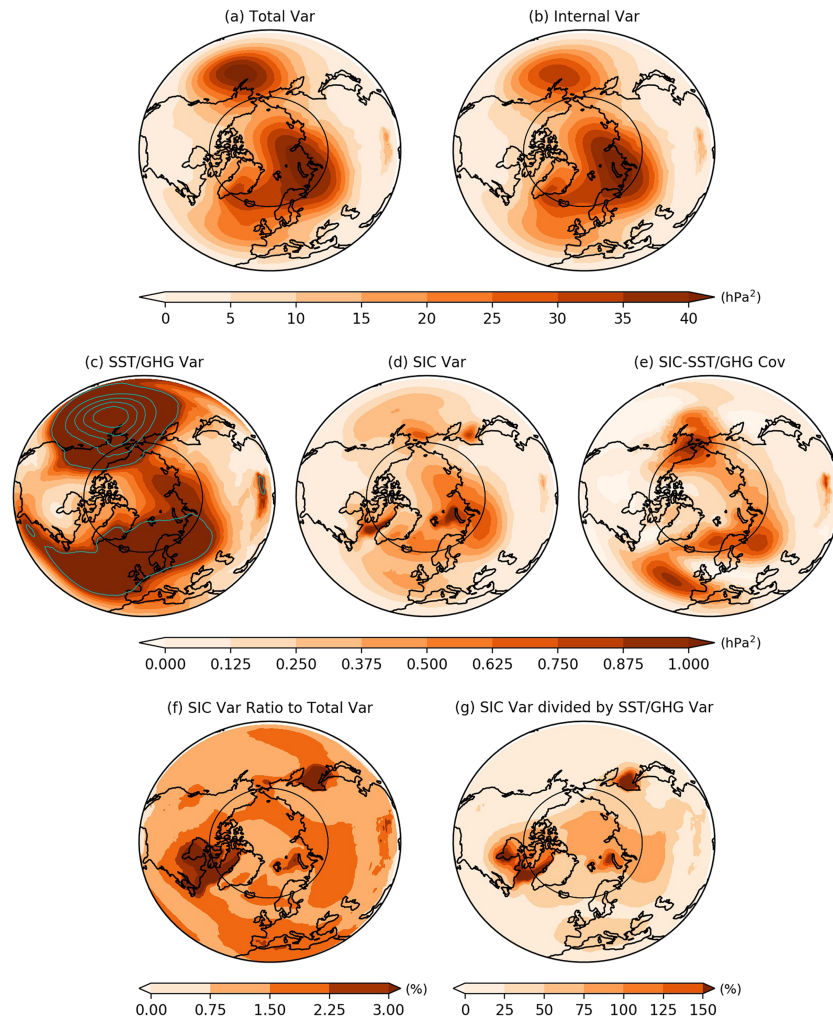 (a) Total Var
(b) Internal Var
(hPa²)
0 5 10 15 20 25 30 35 40
(c) SST/GHG Var
(d) SIC Var
(e) SIC-SST/GHG Cov
(hPa²)
0.000 0.125 0.250 0.375 0.500 0.625 0.750 0.875 1.000
(f) SIC Var Ratio to Total Var
(g) SIC Var divided by SST/GHG Var
(%)
0.00 0.75 1.50 2.25 3.00
(%)
0 25 50 75 100 125 150